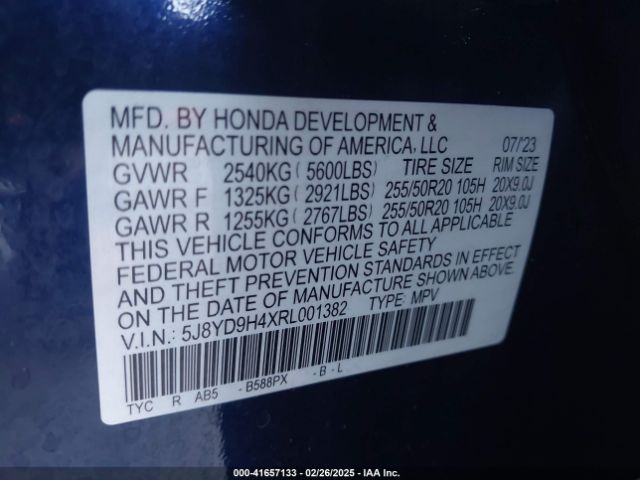 MFD. BY HONDA DEVELOPMENT &
MANUFACTURING OF AMERICA, LLC 07/'23
GVWR 2540KG ( 5600LBS) TIRE SIZE RIM SIZE
GAWR F 1325KG ( 2921LBS) 255/50R20 105H 20X9.0J
GAWR R 1255KG ( 2767LBS) 255/50R20 105H 20X9.0J
THIS VEHICLE CONFORMS TO ALL APPLICABLE
FEDERAL MOTOR VEHICLE SAFETY
AND THEFT PREVENTION STANDARDS IN EFFECT
ON THE DATE OF MANUFACTURE SHOWN ABOVE.
V.I.N.: 5J8YD9H4XRL001382 TYPE MPV
TYC R AB5 - B588PX - B - L
000-41657133 - 02/26/2025 - IAA Inc.